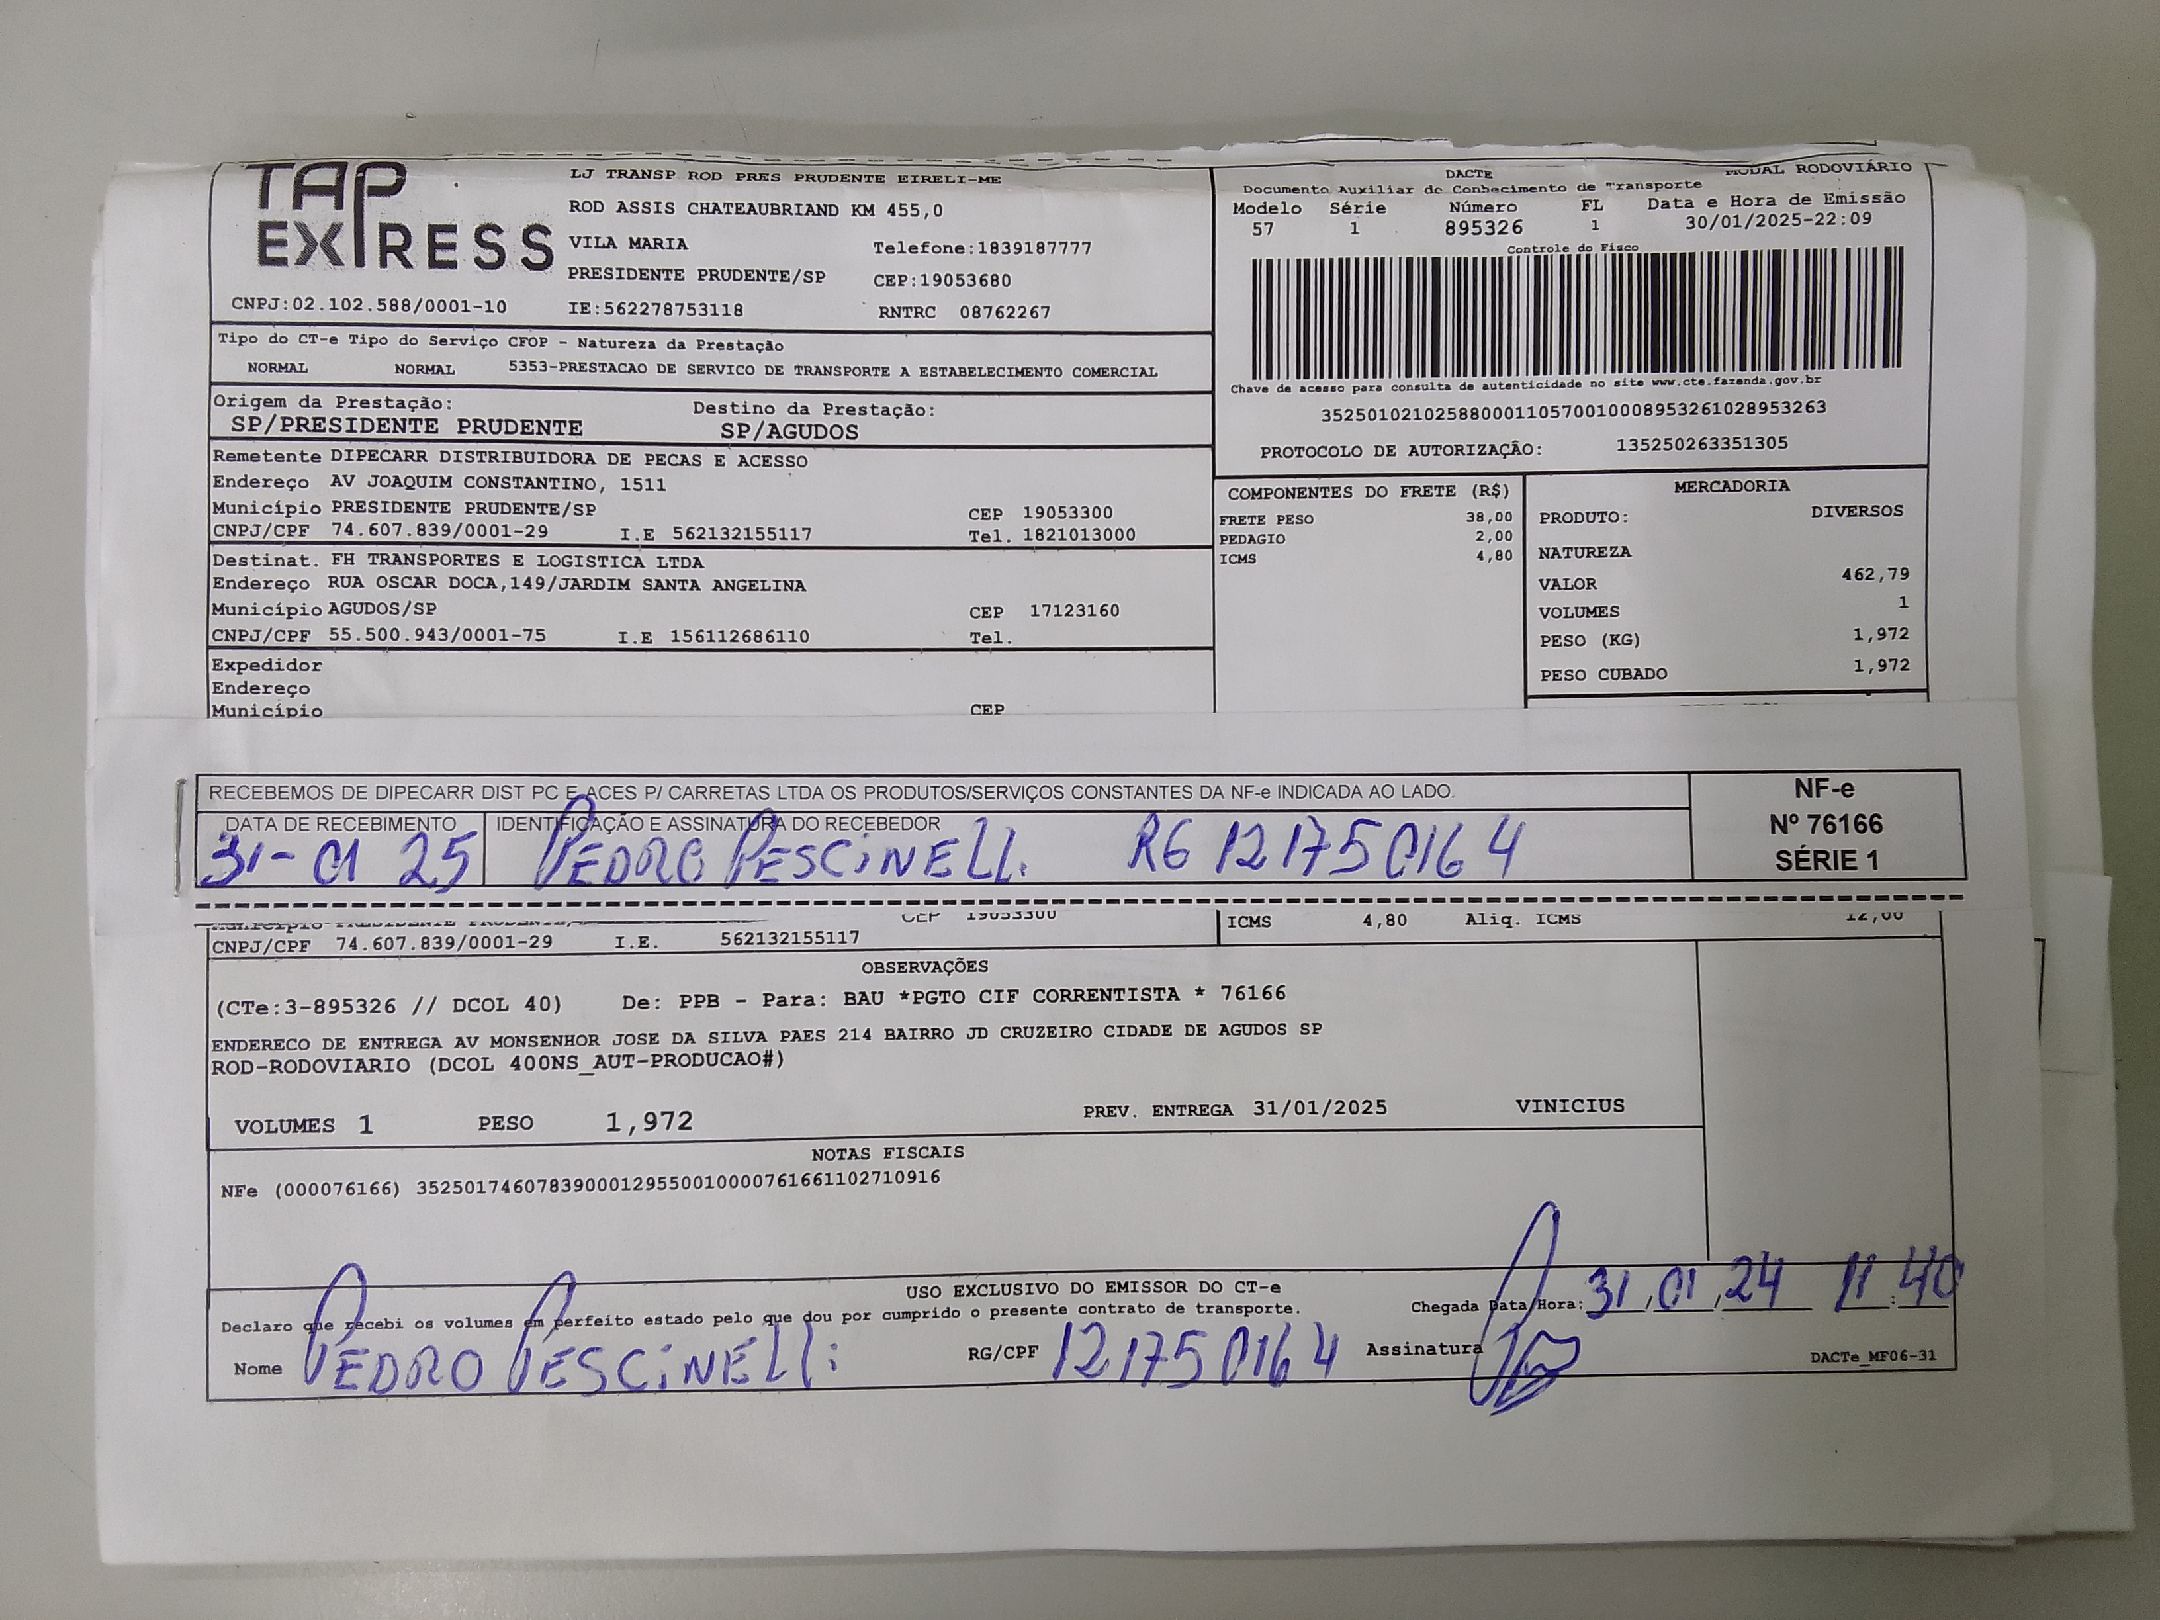 TAP EXPRESS
LJ TRANSP ROD PRES PRUDENTE EIRELI-ME
ROD ASSIS CHATEAUBRIAND KM 455,0
VILA MARIA Telefone:1839187777
PRESIDENTE PRUDENTE/SP CEP:19053680
CNPJ:02.102.588/0001-10 IE:562278753118 RNTRC 08762267
DACTE MODAL RODOVIÁRIO
Documento Auxiliar de Conhecimento de Transporte
Modelo Série Número FL Data e Hora de Emissão
57 1 895326 1 30/01/2025-22:09
Controle do Fisco
Chave de acesso para consulta de autenticidade no site www.cte.fazenda.gov.br
35250102102588000110570010008953261028953263
PROTOCOLO DE AUTORIZAÇÃO: 135250263351305
Tipo do CT-e Tipo do Serviço CFOP - Natureza da Prestação
NORMAL NORMAL 5353-PRESTACAO DE SERVICO DE TRANSPORTE A ESTABELECIMENTO COMERCIAL
Origem da Prestação: Destino da Prestação:
SP/PRESIDENTE PRUDENTE SP/AGUDOS
Remetente DIPECARR DISTRIBUIDORA DE PECAS E ACESSO
Endereço AV JOAQUIM CONSTANTINO, 1511
Município PRESIDENTE PRUDENTE/SP CEP 19053300
CNPJ/CPF 74.607.839/0001-29 I.E 562132155117 Tel. 1821013000
Destinat. FH TRANSPORTES E LOGISTICA LTDA
Endereço RUA OSCAR DOCA,149/JARDIM SANTA ANGELINA
Município AGUDOS/SP CEP 17123160
CNPJ/CPF 55.500.943/0001-75 I.E 156112686110 Tel.
Expedidor
Endereço
Município CEP
COMPONENTES DO FRETE (R$)
FRETE PESO 38,00
PEDAGIO 2,00
ICMS 4,80
MERCADORIA
PRODUTO: DIVERSOS
NATUREZA
VALOR 462,79
VOLUMES 1
PESO (KG) 1,972
PESO CUBADO 1,972
RECEBEMOS DE DIPECARR DIST PC E ACES P/ CARRETAS LTDA OS PRODUTOS/SERVIÇOS CONSTANTES DA NF-e INDICADA AO LADO.
DATA DE RECEBIMENTO IDENTIFICAÇÃO E ASSINATURA DO RECEBEDOR
31-01 25 PEDRO PESCINELLi RG 121750164
NF-e
Nº 76166
SÉRIE 1
Município PRESIDENTE PRUDENTE CEP 19053300
CNPJ/CPF 74.607.839/0001-29 I.E. 562132155117
ICMS 4,80 Aliq. ICMS 12,00
OBSERVAÇÕES
(CTe:3-895326 // DCOL 40) De: PPB - Para: BAU *PGTO CIF CORRENTISTA * 76166
ENDERECO DE ENTREGA AV MONSENHOR JOSE DA SILVA PAES 214 BAIRRO JD CRUZEIRO CIDADE DE AGUDOS SP
ROD-RODOVIARIO (DCOL 400NS_AUT-PRODUCAO#)
VOLUMES 1 PESO 1,972 PREV. ENTREGA 31/01/2025 VINICIUS
NOTAS FISCAIS
NFe (000076166) 35250174607839000129550010000761661102710916
USO EXCLUSIVO DO EMISSOR DO CT-e
Declaro que recebi os volumes em perfeito estado pelo que dou por cumprido o presente contrato de transporte. Chegada Data/Hora: 31,01,24 11:40
Nome PEDRO PESCINELLi RG/CPF 121750164 Assinatura
DACTe_MF06-31